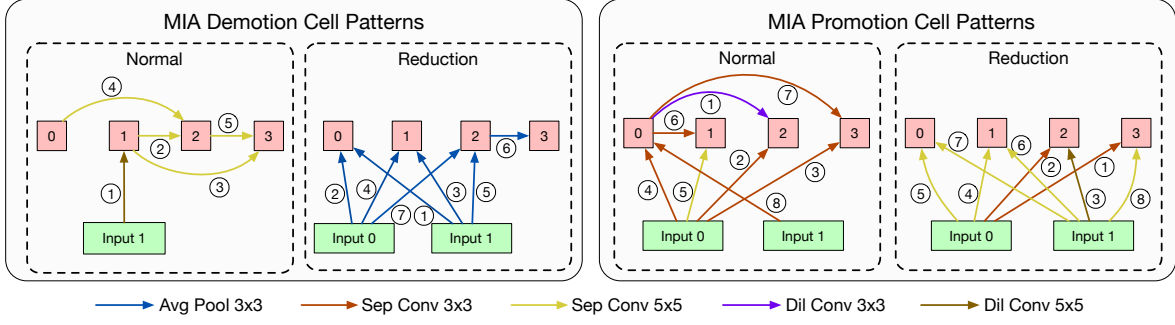 MIA Demotion Cell Patterns
Normal
4
0
1
2
5
3
2
3
1
Input 1
Reduction
0
1
2
3
6
2
4
7
1
3
5
Input 0
Input 1
MIA Promotion Cell Patterns
Normal
7
1
0
6
1
2
3
4
5
2
3
8
Input 0
Input 1
Reduction
0
1
2
3
7
6
2
1
5
4
3
8
Input 0
Input 1
Avg Pool 3x3
Sep Conv 3x3
Sep Conv 5x5
Dil Conv 3x3
Dil Conv 5x5